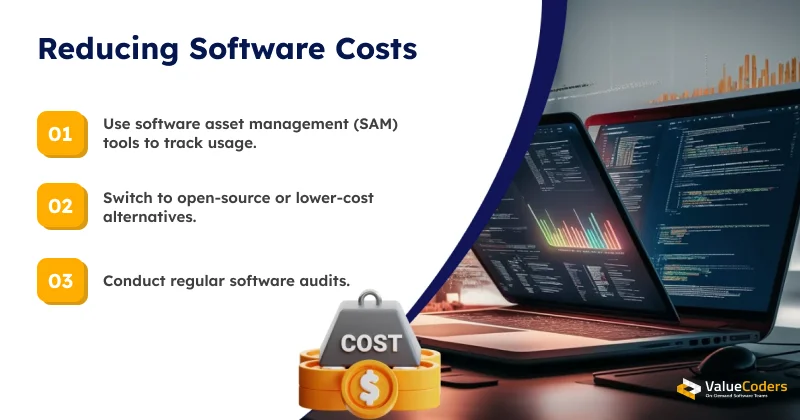 Reducing Software Costs
01
Use software asset management (SAM)
tools to track usage.
02
Switch to open-source or lower-cost
alternatives.
03
Conduct regular software audits.
COST
$
ValueCoders
On Demand Software Teams